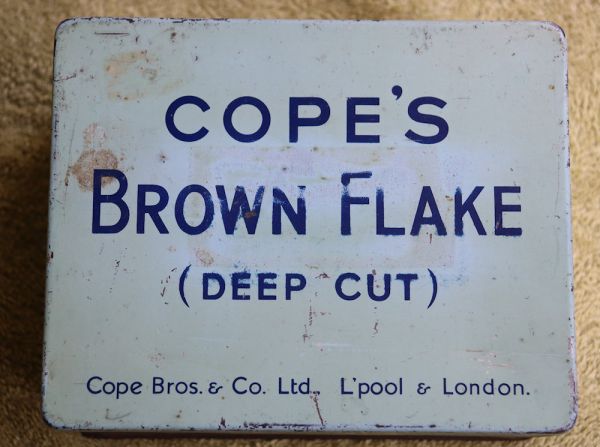 COPE'S
BROWN FLAKE
(DEEP CUT)
Cope Bros. & Co. Ltd., L'pool & London.